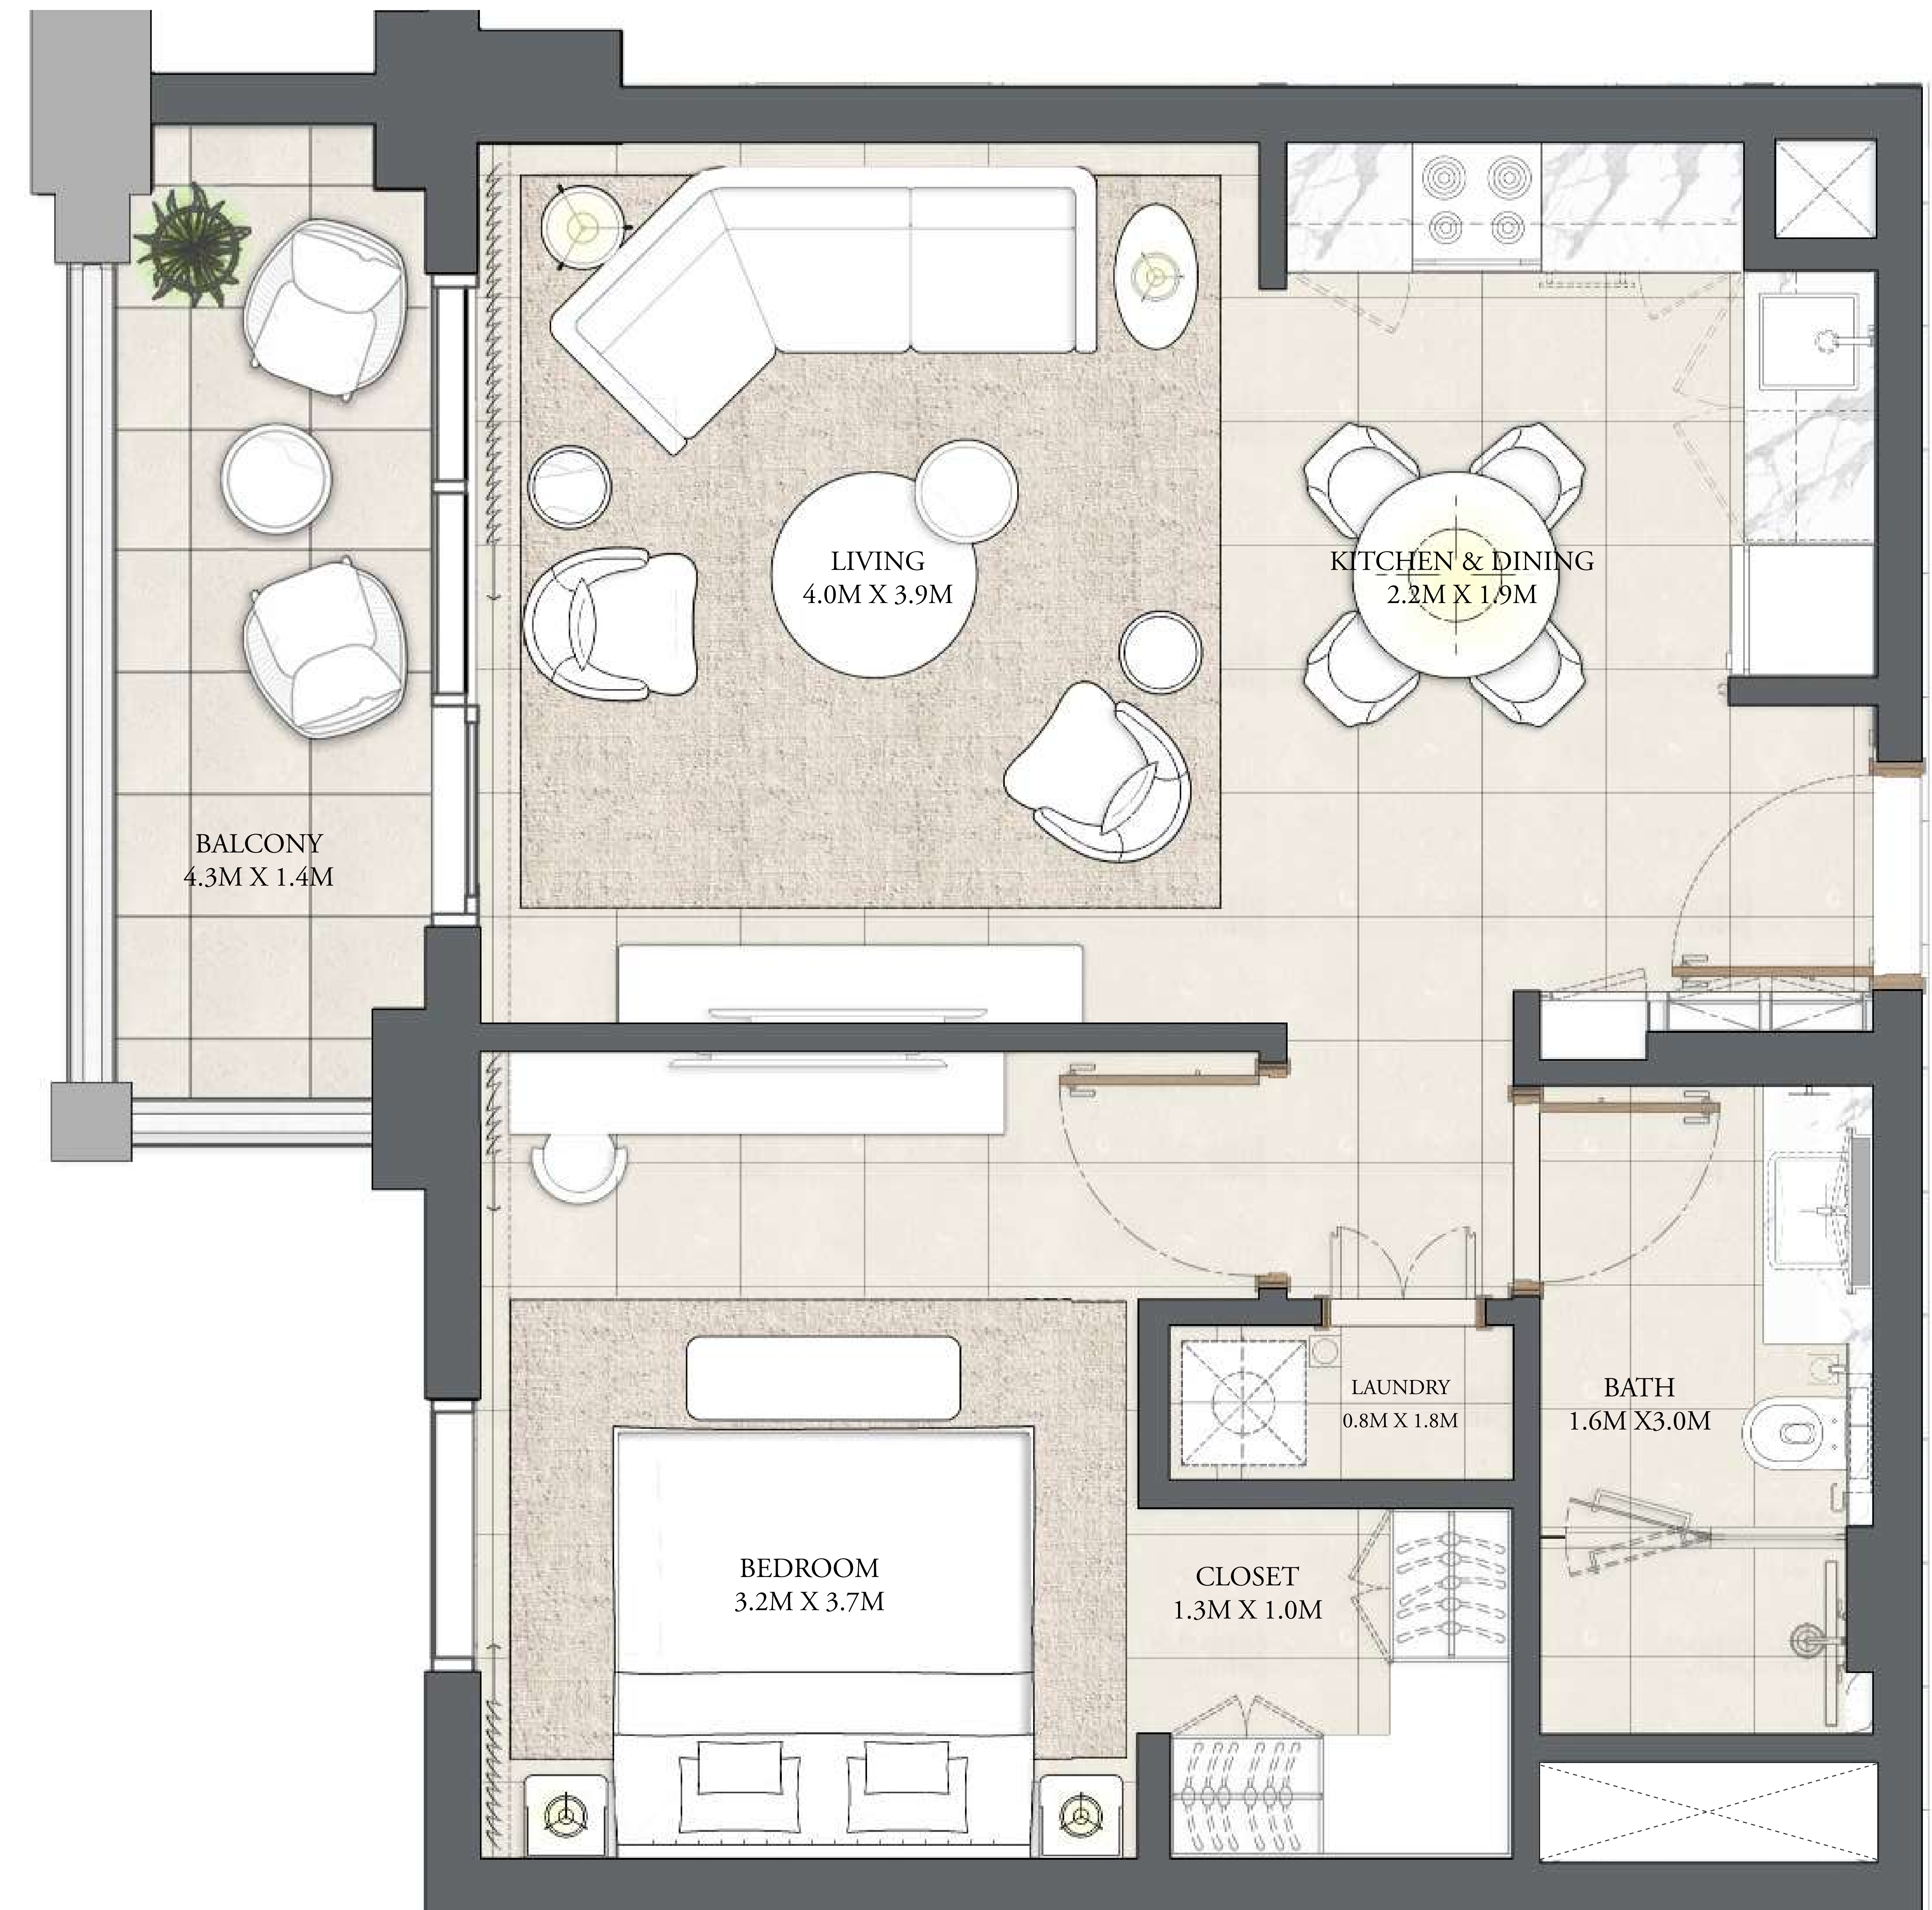 LIVING
4.0M X 3.9M
KITCHEN & DINING
2.2M X 1.9M
BALCONY
4.3M X 1.4M
LAUNDRY
0.8M X 1.8M
BATH
1.6M X3.0M
BEDROOM
3.2M X 3.7M
CLOSET
1.3M X 1.0M